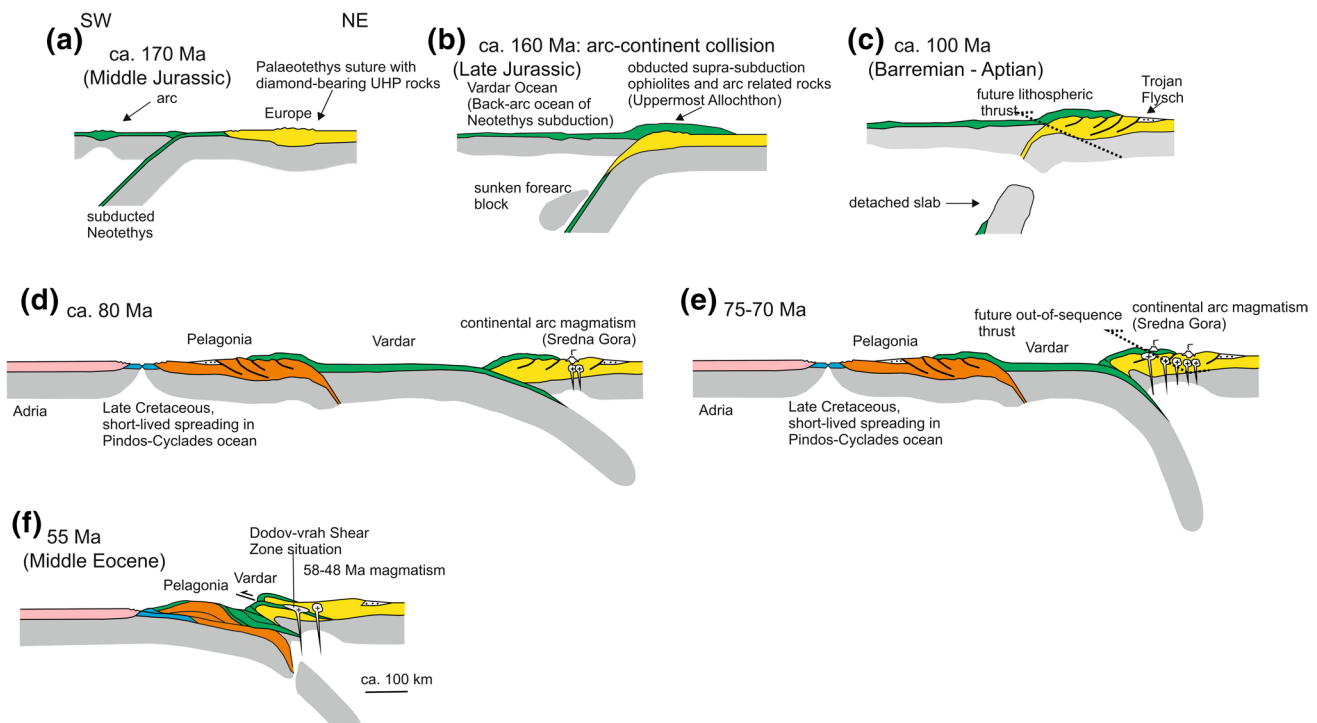 SW
NE
(a)
ca. 170 Ma
(Middle Jurassic)
arc
Palaeotethys suture with
diamond-bearing UHP rocks
Europe
subducted
Neotethys
(b)
ca. 160 Ma: arc-continent collision
(Late Jurassic)
Vardar Ocean
(Back-arc ocean of
Neotethys subduction)
obducted supra-subduction
ophiolites and arc related rocks
(Uppermost Allochthon)
sunken forearc
block
(c)
ca. 100 Ma
(Barremian - Aptian)
future lithospheric
thrust
Trojan
Flysch
detached slab
(d)
ca. 80 Ma
Pelagonia
Vardar
continental arc magmatism
(Sredna Gora)
Adria
Late Cretaceous,
short-lived spreading in
Pindos-Cyclades ocean
(e)
75-70 Ma
Pelagonia
future out-of-sequence
thrust
Vardar
continental arc magmatism
(Sredna Gora)
Adria
Late Cretaceous,
short-lived spreading in
Pindos-Cyclades ocean
(f)
55 Ma
(Middle Eocene)
Dodov-vrah Shear
Zone situation
58-48 Ma magmatism
Pelagonia
Vardar
ca. 100 km